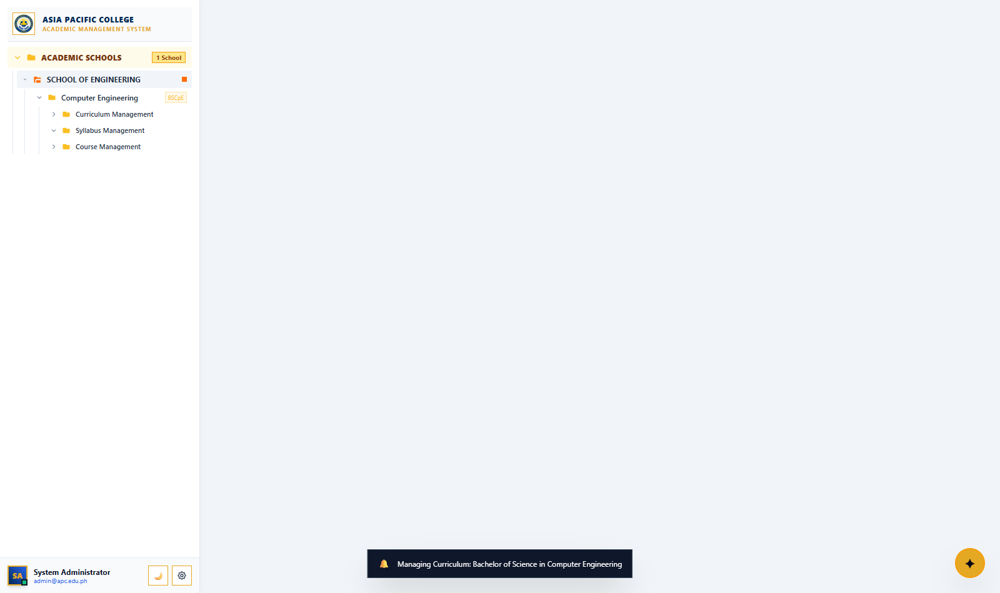 ASIA PACIFIC COLLEGE
ACADEMIC MANAGEMENT SYSTEM
ACADEMIC SCHOOLS
1 School
SCHOOL OF ENGINEERING
Computer Engineering
BSCpE
Curriculum Management
Syllabus Management
Course Management
SA
System Administrator
admin@apc.edu.ph
Managing Curriculum: Bachelor of Science in Computer Engineering